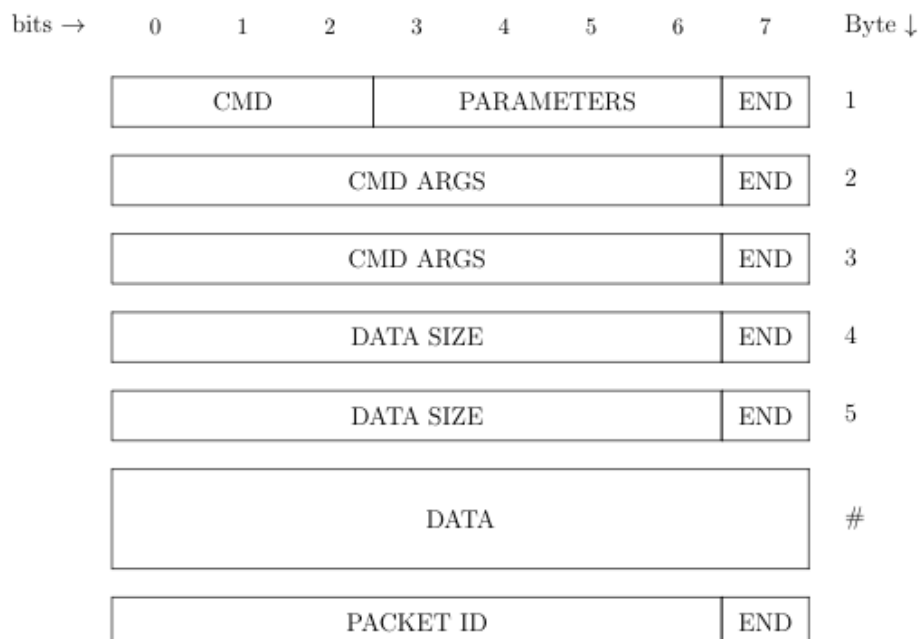 bits → 0 1 2 3 4 5 6 7 Byte ↓
CMD PARAMETERS END 1
CMD ARGS END 2
CMD ARGS END 3
DATA SIZE END 4
DATA SIZE END 5
DATA #
PACKET ID END